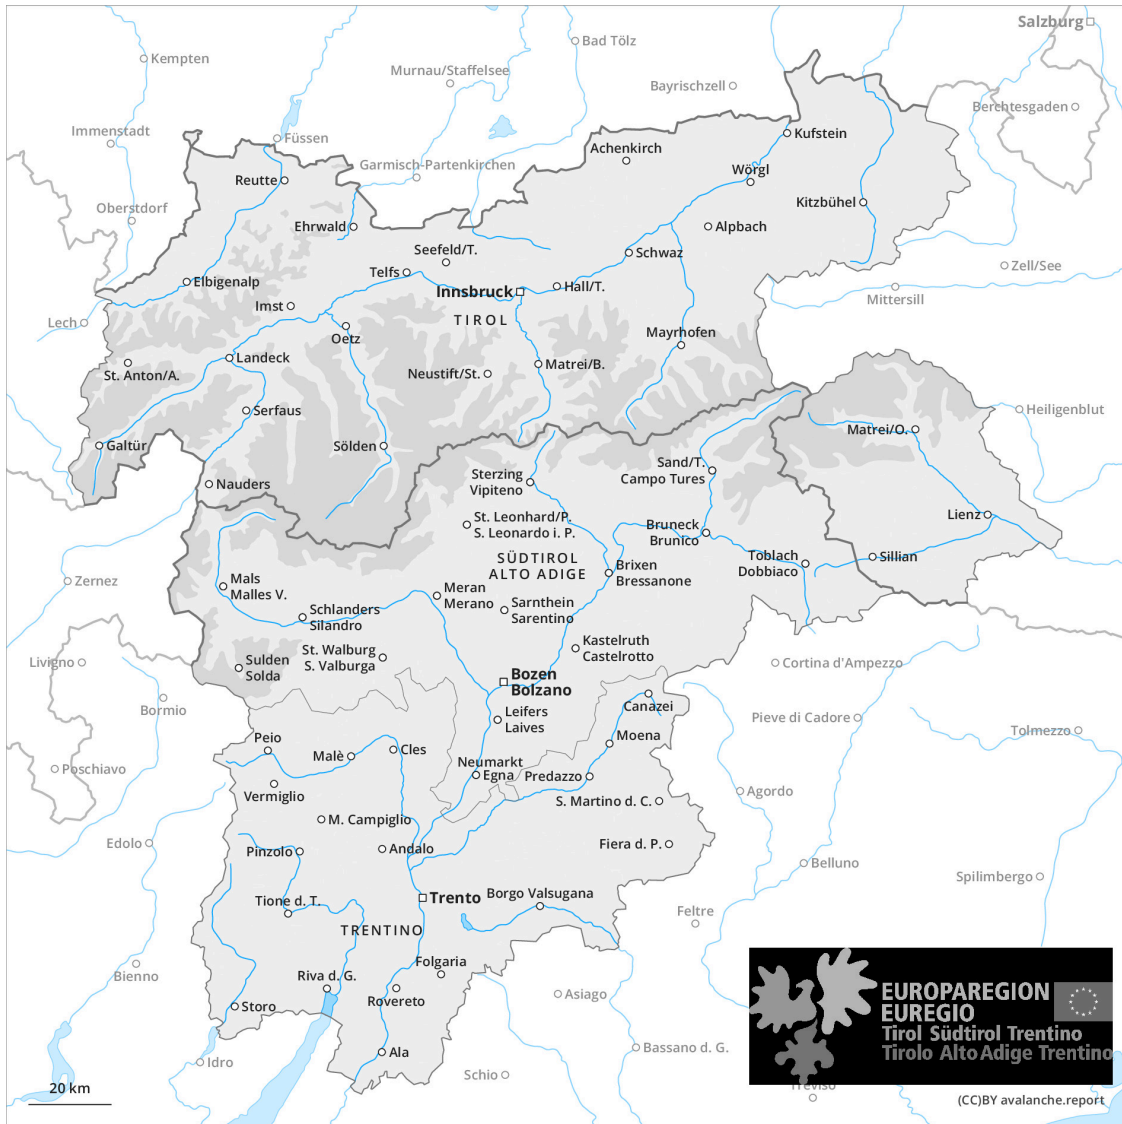 Salzburg
Bad Tölz
Kempten
Murnau/Staffelsee
Bayrischzell
Berchtesgaden
Immenstadt
Füssen
Kufstein
Achenkirch
Garmisch-Partenkirchen
Wörgl
Reutte
Kitzbühel
Oberstdorf
Ehrwald
Alpbach
Seefeld/T.
Schwaz
Zell/See
Telfs
Elbigenalp
Hall/T.
Innsbruck
Mittersill
Imst
TIROL
Lech
Mayrhofen
Oetz
Landeck
Matrei/B.
St. Anton/A.
Neustift/St.
Serfaus
Heiligenblut
Matrei/O.
Galtür
Sölden
Sand/T.
Campo Tures
Sterzing
Vipiteno
Nauders
Lienz
St. Leonhard/P.
S. Leonardo i. P.
Bruneck
Brunico
SÜDTIROL
ALTO ADIGE
Toblach
Dobbiaco
Sillian
Brixen
Bressanone
Zernez
Mals
Malles V.
Meran
Merano
Sarnthein
Sarentino
Schlanders
Silandro
Kastelruth
Castelrotto
St. Walburg
S. Valburga
Livigno
Sulden
Solda
Cortina d'Ampezzo
Bozen
Bolzano
Canazei
Bormio
Leifers
Laives
Pieve di Cadore
Tolmezzo
Moena
Peio
Malè
Cles
Neumarkt
Egna
Predazzo
Poschiavo
Vermiglio
Agordo
S. Martino d. C.
M. Campiglio
Edolo
Fiera d. P.
Pinzolo
Andalo
Belluno
Spilimbergo
Borgo Valsugana
Trento
Tione d. T.
Feltre
TRENTINO
Folgaria
Bienno
Riva d. G.
Asiago
Rovereto
Storo
EUROPAREGION
EUREGIO
Tirol Südtirol Trentino
Tirolo Alto Adige Trentino
Bassano d. G.
Ala
Idro
Schio
Treviso
20 km
(CC)BY avalanche.report